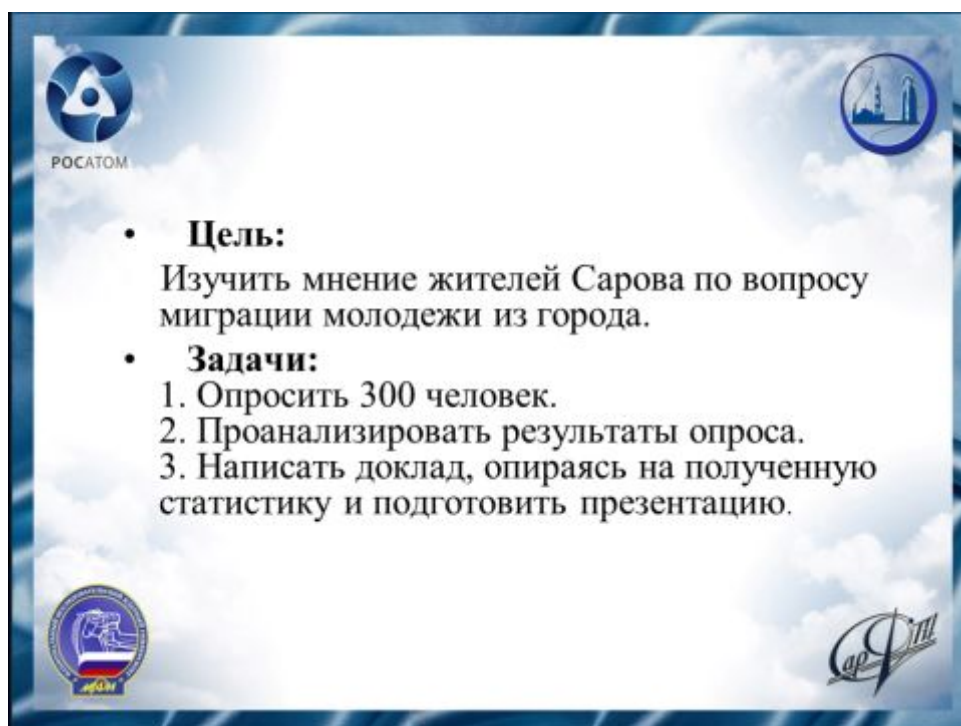 РОСАТОМ
• Цель:
Изучить мнение жителей Сарова по вопросу
миграции молодежи из города.
• Задачи:
1. Опросить 300 человек.
2. Проанализировать результаты опроса.
3. Написать доклад, опираясь на полученную
статистику и подготовить презентацию.
СарФТИ